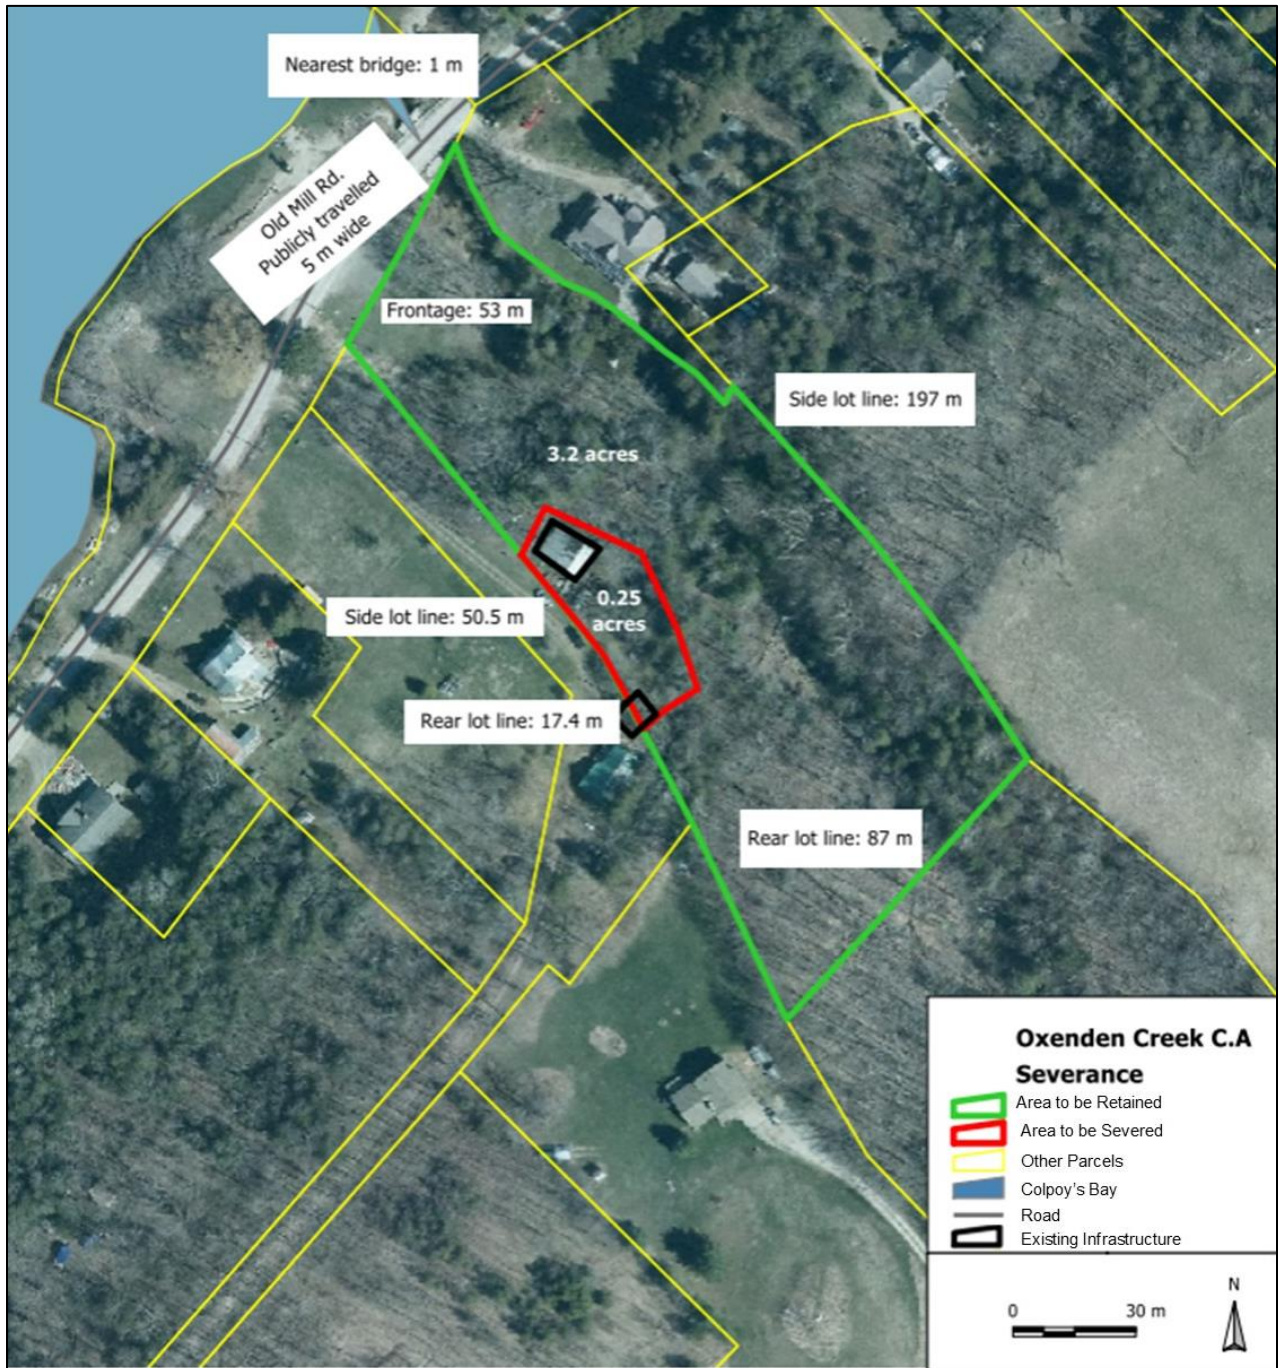 Nearest bridge: 1 m
Old Mill Rd.
Publicly travelled
5 m wide
Frontage: 53 m
Side lot line: 197 m
3.2 acres
0.25
acres
Side lot line: 50.5 m
Rear lot line: 17.4 m
Rear lot line: 87 m
Oxenden Creek C.A
Severance
Area to be Retained
Area to be Severed
Other Parcels
Colpoy's Bay
Road
Existing Infrastructure
N
0 30 m